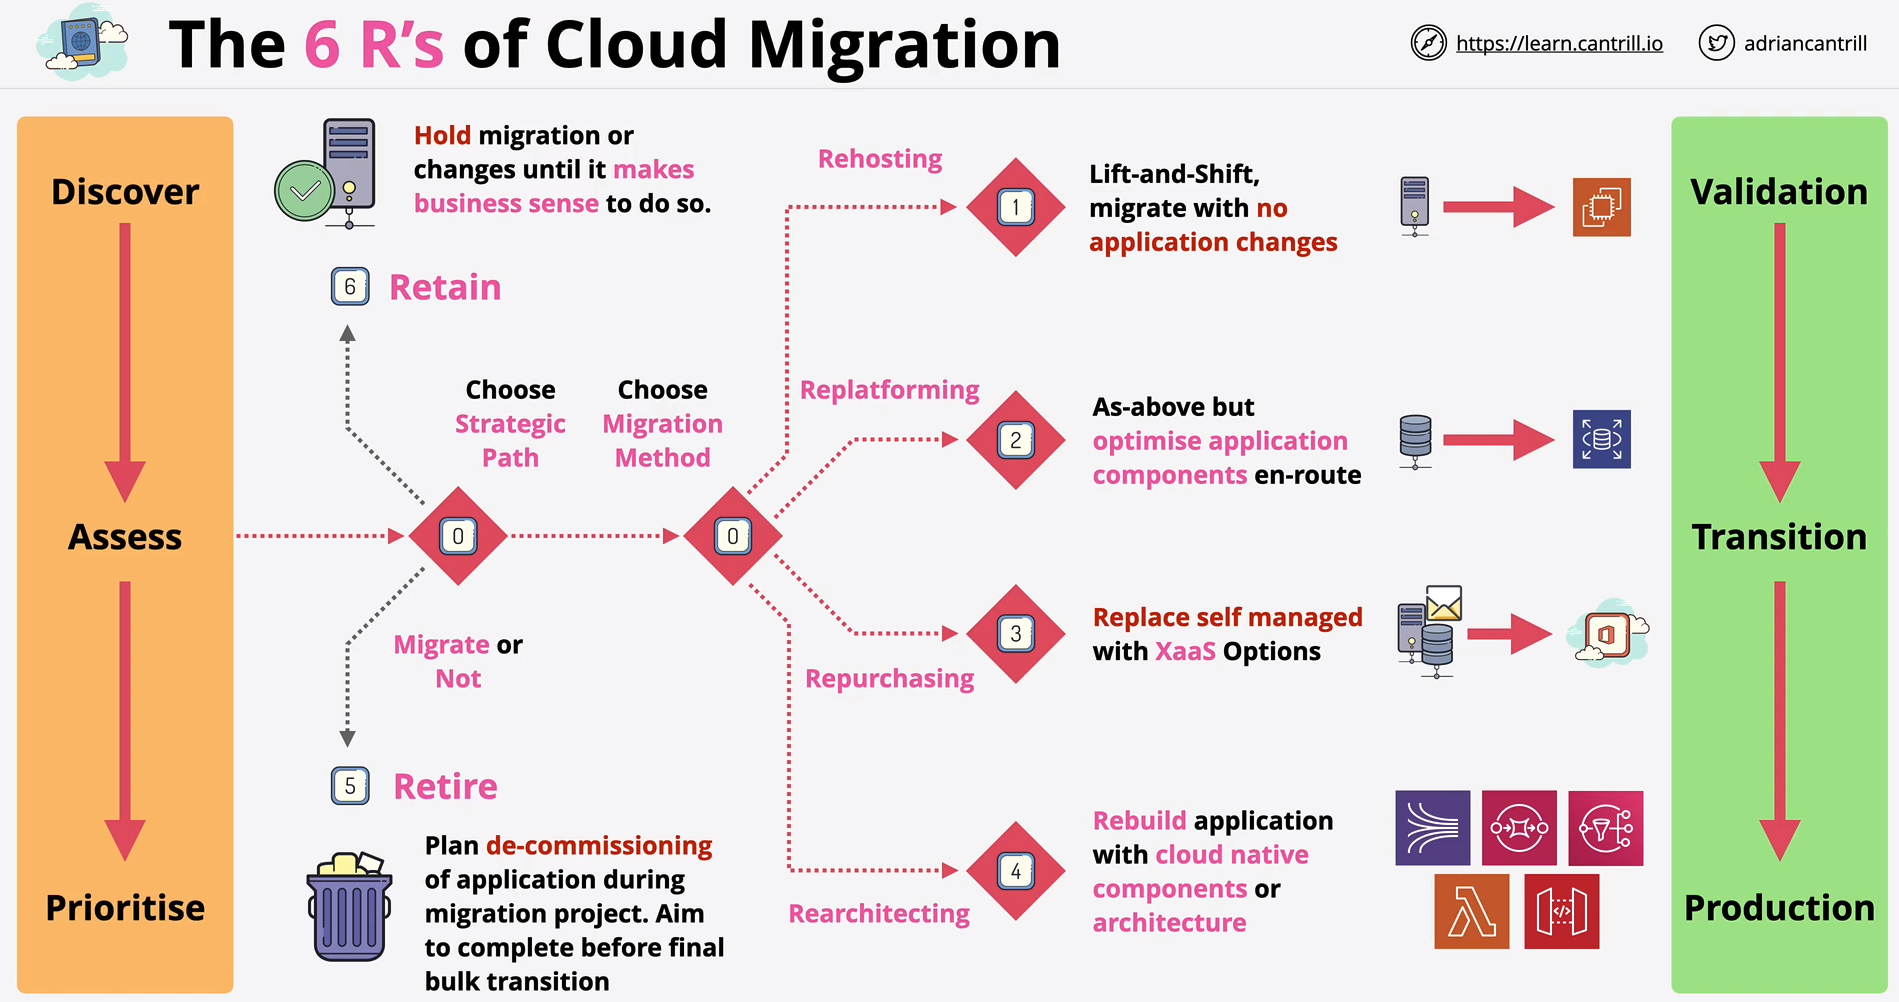 The 6 R's of Cloud Migration
https://learn.cantrill.io
adriancantrill
Discover
Assess
Prioritise
Hold migration or
changes until it makes
business sense to do so.
6
Retain
Choose
Strategic
Path
Choose
Migration
Method
0
0
Migrate or
Not
5
Retire
Plan de-commissioning
of application during
migration project. Aim
to complete before final
bulk transition
Rehosting
1
Lift-and-Shift,
migrate with no
application changes
Replatforming
2
As-above but
optimise application
components en-route
3
Repurchasing
Replace self managed
with XaaS Options
4
Rearchitecting
Rebuild application
with cloud native
components or
architecture
Validation
Transition
Production